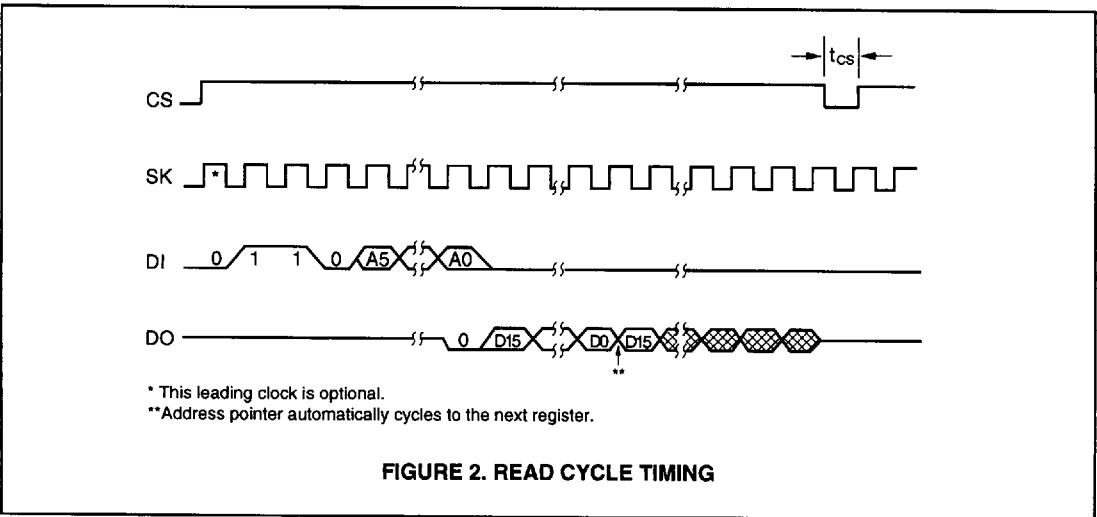 tCS
CS
SK *
DI 0 1 1 0 A5 A0
DO 0 D15 D0 D15
**
* This leading clock is optional.
**Address pointer automatically cycles to the next register.
FIGURE 2. READ CYCLE TIMING